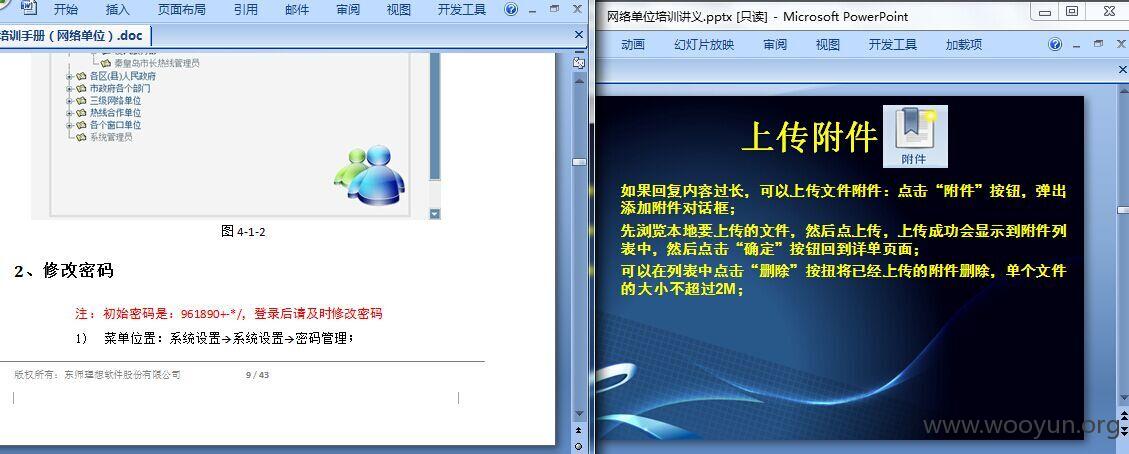 开始
插入
页面布局
引用
邮件
审阅
视图
开发工具
培训手册（网络单位）.doc
秦皇岛市长热线管理员
各区(县)人民政府
市政府各个部门
三级网络单位
热线合作单位
各个窗口单位
系统管理员
图 4-1-2
2、修改密码
注：初始密码是：961890+-*/，登录后请及时修改密码
1) 菜单位置：系统设置→系统设置→密码管理；
版权所有：东师理想软件股份有限公司 9 / 43
网络单位培训讲义.pptx [只读] - Microsoft PowerPoint
动画
幻灯片放映
审阅
视图
开发工具
加载项
上传附件
附件
如果回复内容过长，可以上传文件附件：点击“附件”按钮，弹出
添加附件对话框；
先浏览本地要上传的文件，然后点上传，上传成功会显示到附件列
表中，然后点击“确定”按钮回到详单页面；
可以在列表中点击“删除”按扭将已经上传的附件删除，单个文件
的大小不超过2M；
www.wooyun.org